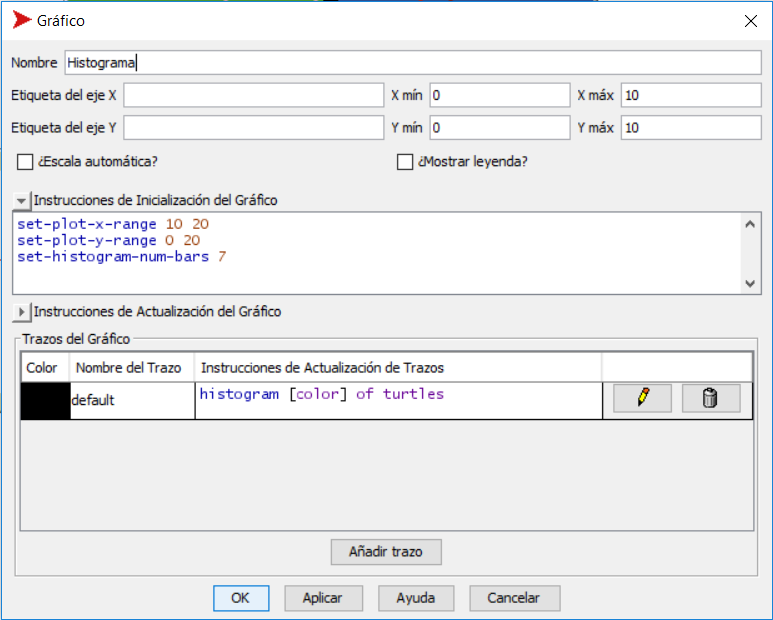 Gráfico
Nombre Histograma
Etiqueta del eje X X mín 0 X máx 10
Etiqueta del eje Y Y mín 0 Y máx 10
¿Escala automática? ¿Mostrar leyenda?
Instrucciones de Inicialización del Gráfico
set-plot-x-range 10 20
set-plot-y-range 0 20
set-histogram-num-bars 7
Instrucciones de Actualización del Gráfico
Trazos del Gráfico
Color Nombre del Trazo Instrucciones de Actualización de Trazos
default histogram [color] of turtles
Añadir trazo
OK Aplicar Ayuda Cancelar